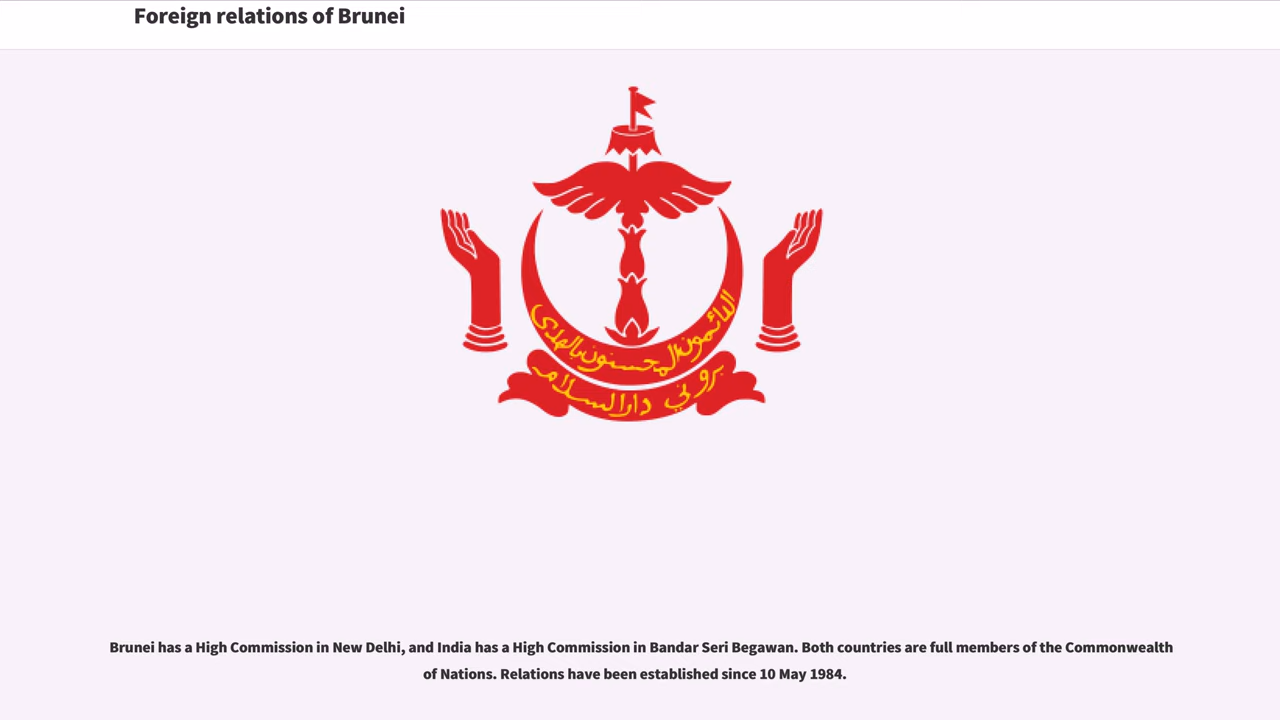 Foreign relations of Brunei
الدائمون المحسنون بالهدى
بروني دارالسلام
Brunei has a High Commission in New Delhi, and India has a High Commission in Bandar Seri Begawan. Both countries are full members of the Commonwealth
of Nations. Relations have been established since 10 May 1984.